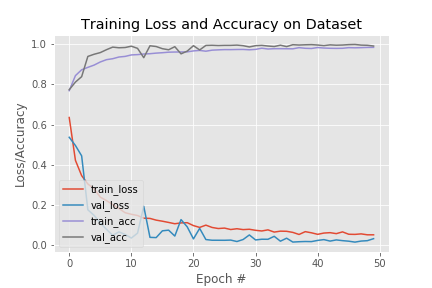 Training Loss and Accuracy on Dataset
1.0
0.8
0.6
0.4
0.2
0.0
Loss/Accuracy
train_loss
val_loss
train_acc
val_acc
0 10 20 30 40 50
Epoch #